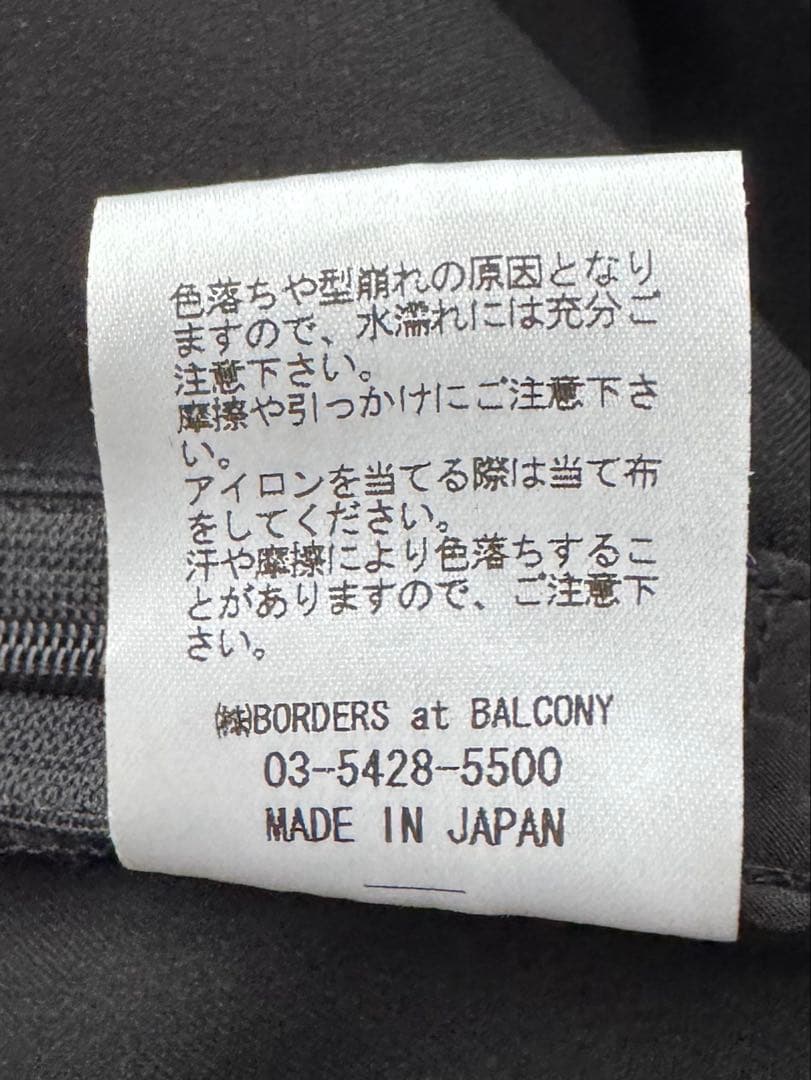 色落ちや型崩れの原因となり
ますので、水濡れには充分ご
注意下さい。
摩擦や引っかけにご注意下さ
い。
アイロンを当てる際は当て布
をしてください。
汗や摩擦により色落ちするこ
とがありますので、ご注意下
さい。
㈱BORDERS at BALCONY
03-5428-5500
MADE IN JAPAN